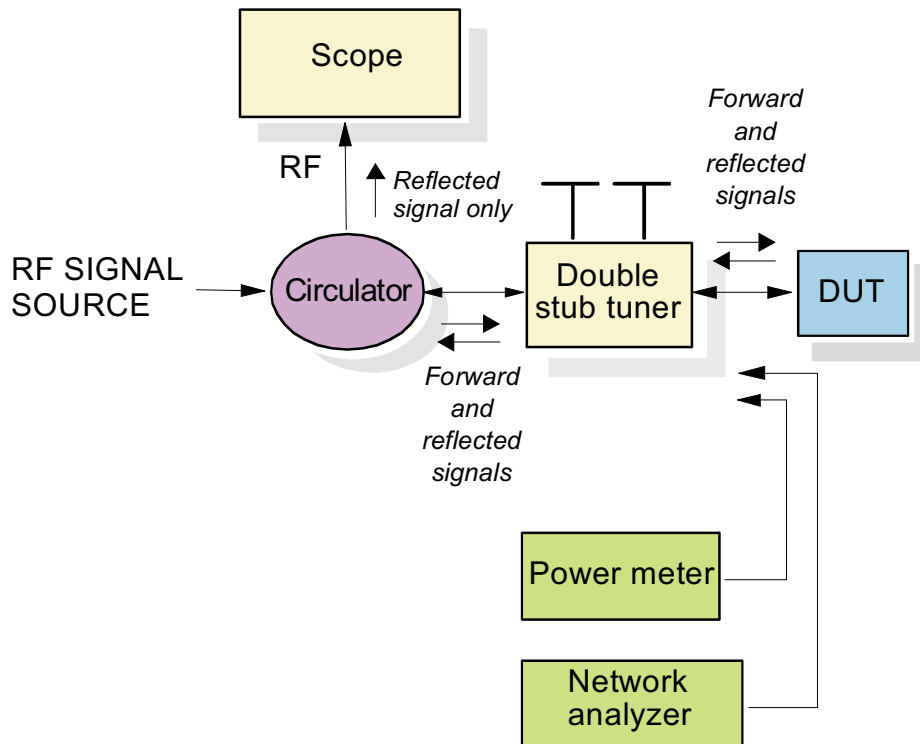 Scope
Forward
and
reflected
signals
RF
Reflected
signal only
RF SIGNAL
SOURCE
Circulator
Double
stub tuner
DUT
Forward
and
reflected
signals
Power meter
Network
analyzer